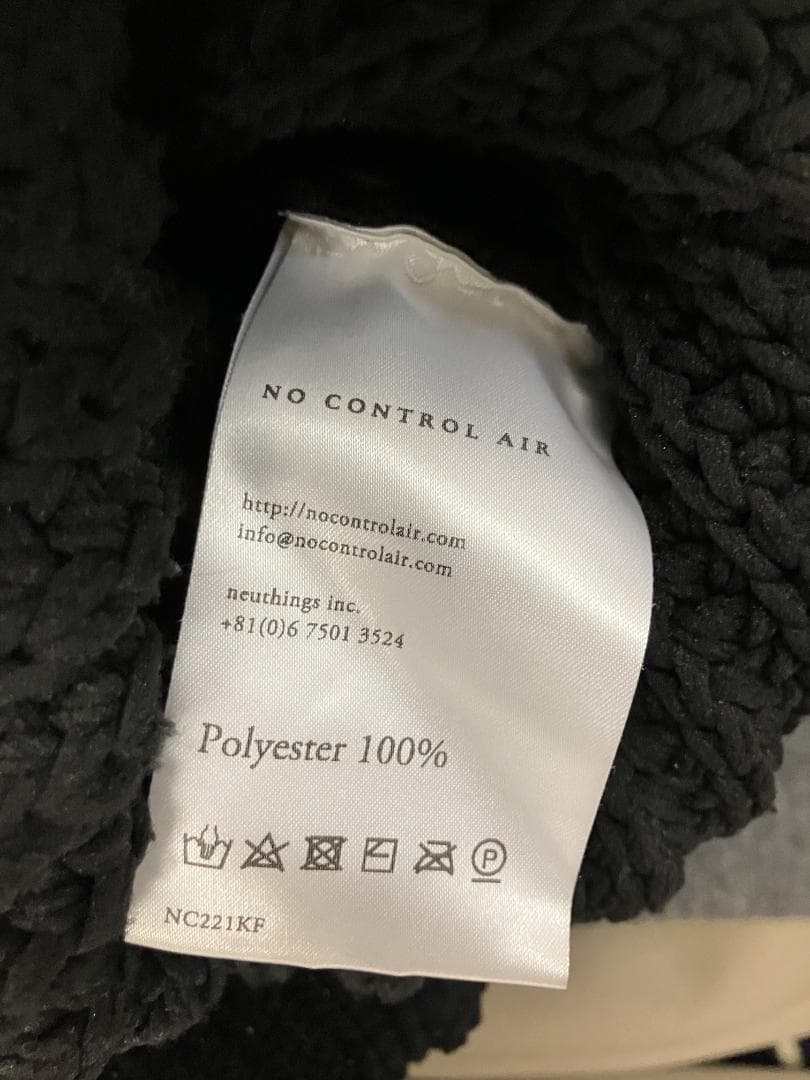 NO CONTROL AIR
http://nocontrolair.com
info@nocontrolair.com
neuthings inc.
+81(0)6 7501 3524
Polyester 100%
P
NC221KF